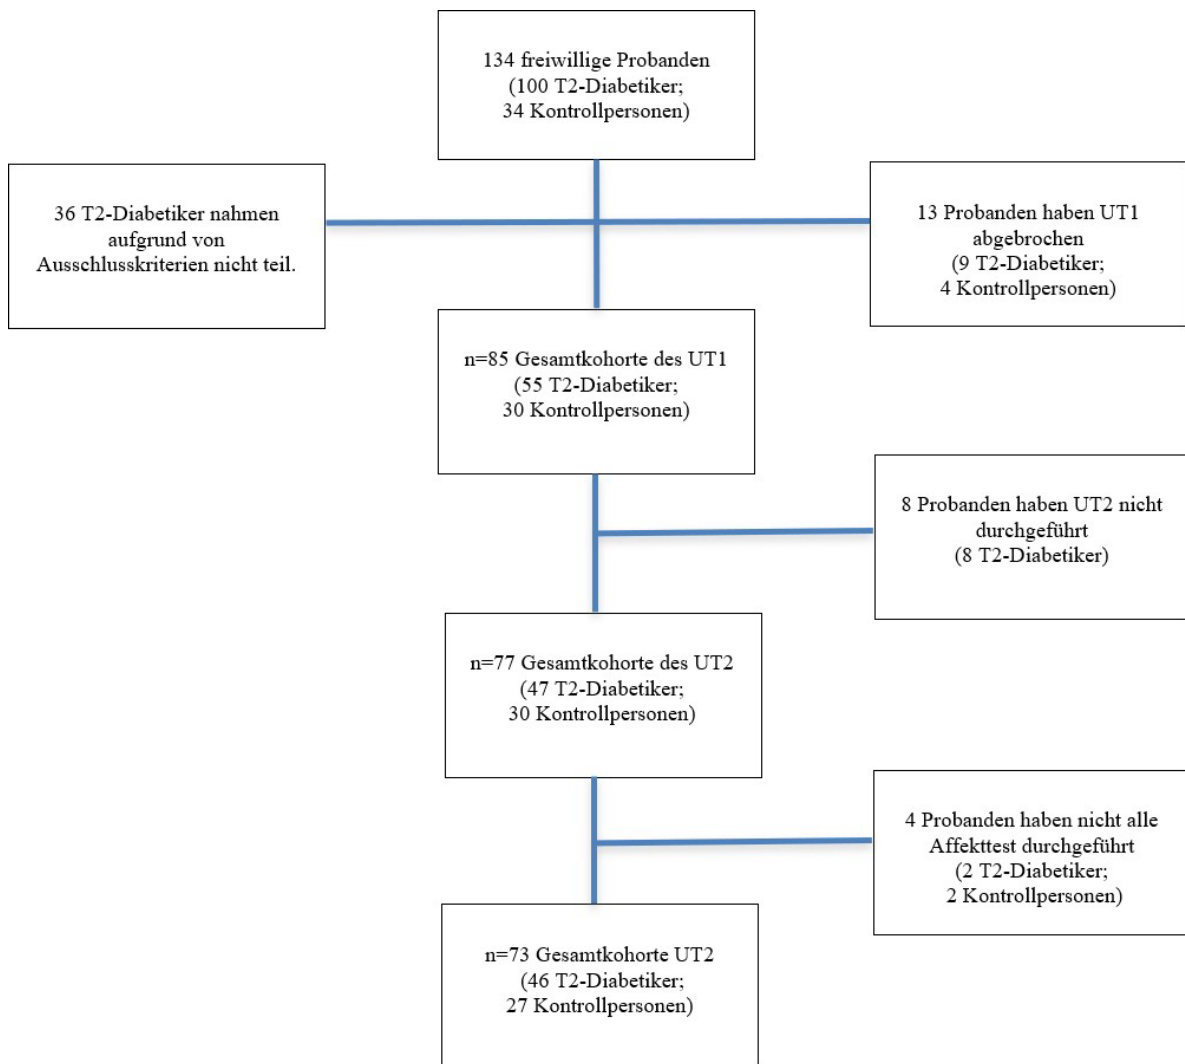 134 freiwillige Probanden
(100 T2-Diabetiker;
34 Kontrollpersonen)
36 T2-Diabetiker nahmen
aufgrund von
Ausschlusskriterien nicht teil.
13 Probanden haben UT1
abgebrochen
(9 T2-Diabetiker;
4 Kontrollpersonen)
n=85 Gesamtkohorte des UT1
(55 T2-Diabetiker;
30 Kontrollpersonen)
8 Probanden haben UT2 nicht
durchgeführt
(8 T2-Diabetiker)
n=77 Gesamtkohorte des UT2
(47 T2-Diabetiker;
30 Kontrollpersonen)
4 Probanden haben nicht alle
Affekttest durchgeführt
(2 T2-Diabetiker;
2 Kontrollpersonen)
n=73 Gesamtkohorte UT2
(46 T2-Diabetiker;
27 Kontrollpersonen)